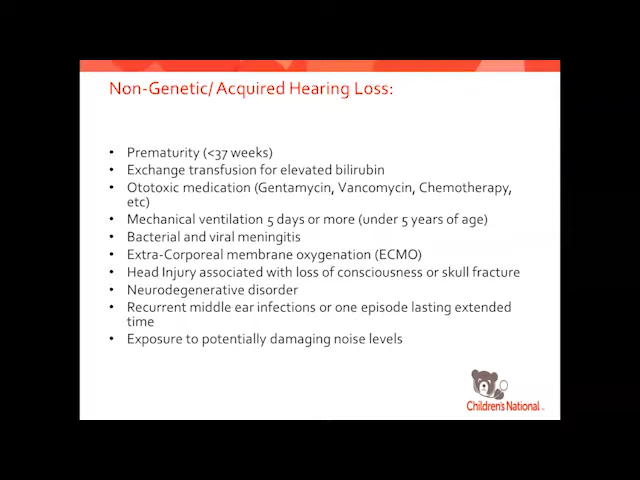 Non-Genetic/ Acquired Hearing Loss:
• Prematurity (<37 weeks)
• Exchange transfusion for elevated bilirubin
• Ototoxic medication (Gentamycin, Vancomycin, Chemotherapy,
etc)
• Mechanical ventilation 5 days or more (under 5 years of age)
• Bacterial and viral meningitis
• Extra-Corporeal membrane oxygenation (ECMO)
• Head Injury associated with loss of consciousness or skull fracture
• Neurodegenerative disorder
• Recurrent middle ear infections or one episode lasting extended
time
• Exposure to potentially damaging noise levels
Children's National